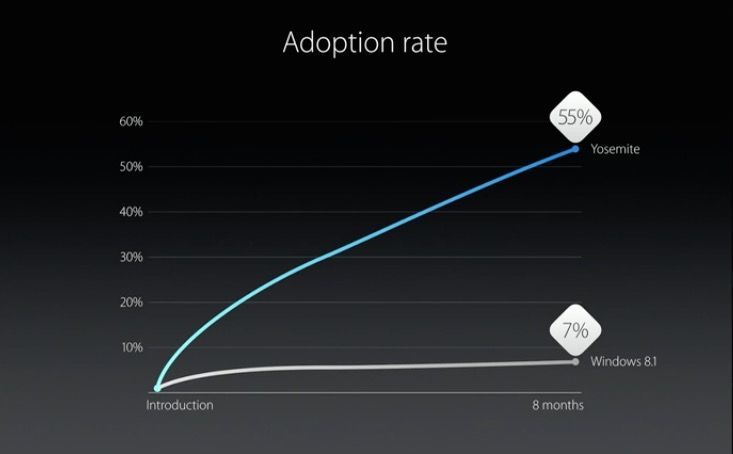 Adoption rate
60%
55%
Yosemite
50%
40%
30%
20%
10%
7%
Windows 8.1
Introduction
8 months